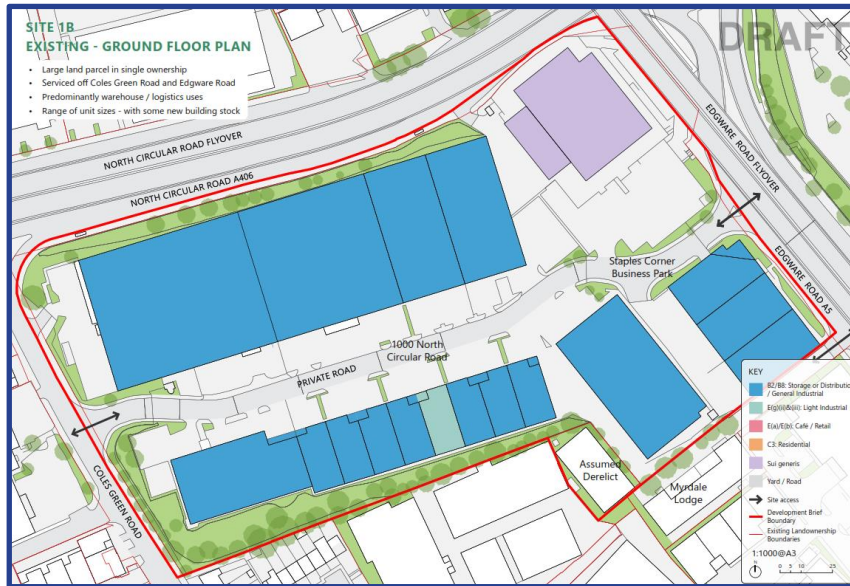 SITE 1B
EXISTING - GROUND FLOOR PLAN
• Large land parcel in single ownership
• Serviced off Coles Green Road and Edgware Road
• Predominantly warehouse / logistics uses
• Range of unit sizes - with some new building stock
DRAFT
NORTH CIRCULAR ROAD FLYOVER
NORTH CIRCULAR ROAD A406
EDGWARE ROAD FLYOVER
EDGWARE ROAD A5
Staples Corner
Business Park
1000 North
Circular Road
PRIVATE ROAD
COLES GREEN ROAD
Assumed
Derelict
Myrdale
Lodge
KEY
B2/B8: Storage or Distributio
/ General Industrial
E(g)(ii)&(iii): Light Industrial
E(a)/E(b): Café / Retail
C3: Residential
Sui generis
Yard / Road
Site access
Development Brief
Boundary
Existing Landownership
Boundaries
1:1000@A3
N
0 5 10 25